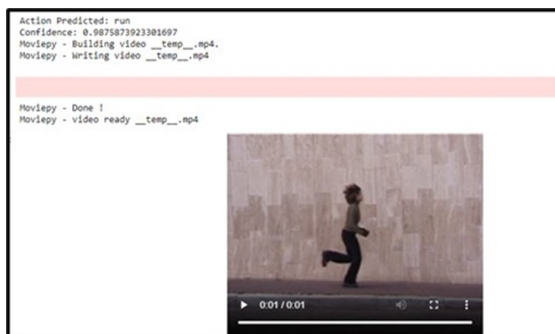 Action Predicted: run
Confidence: 0.9875873923301697
Moviepy - Building video __temp__.mp4.
Moviepy - Writing video __temp__.mp4
Moviepy - Done !
Moviepy - video ready __temp__.mp4
0:01 / 0:01